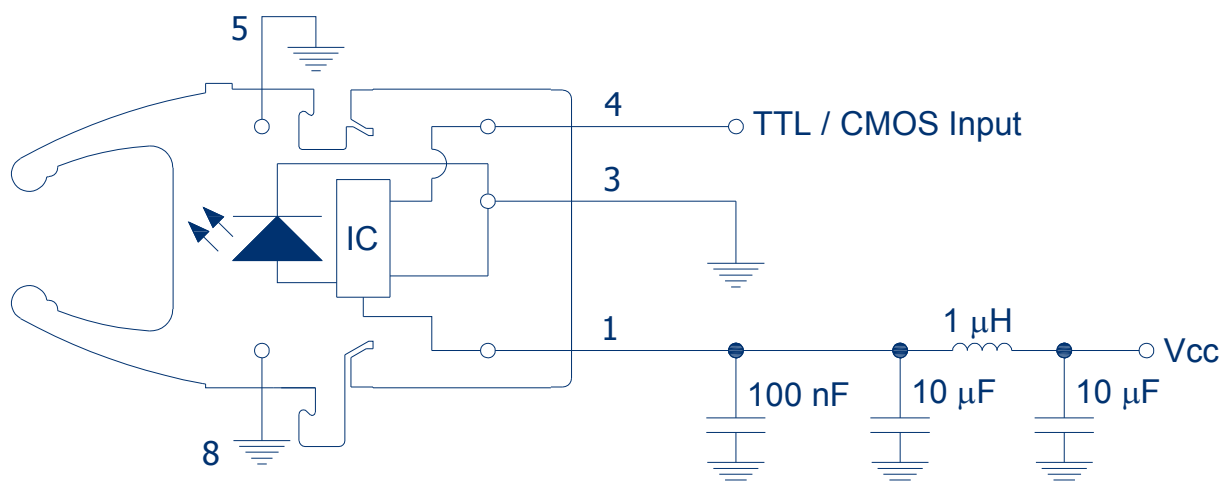 5
4
TTL / CMOS Input
3
IC
1
1 μH
Vcc
100 nF
10 μF
10 μF
8